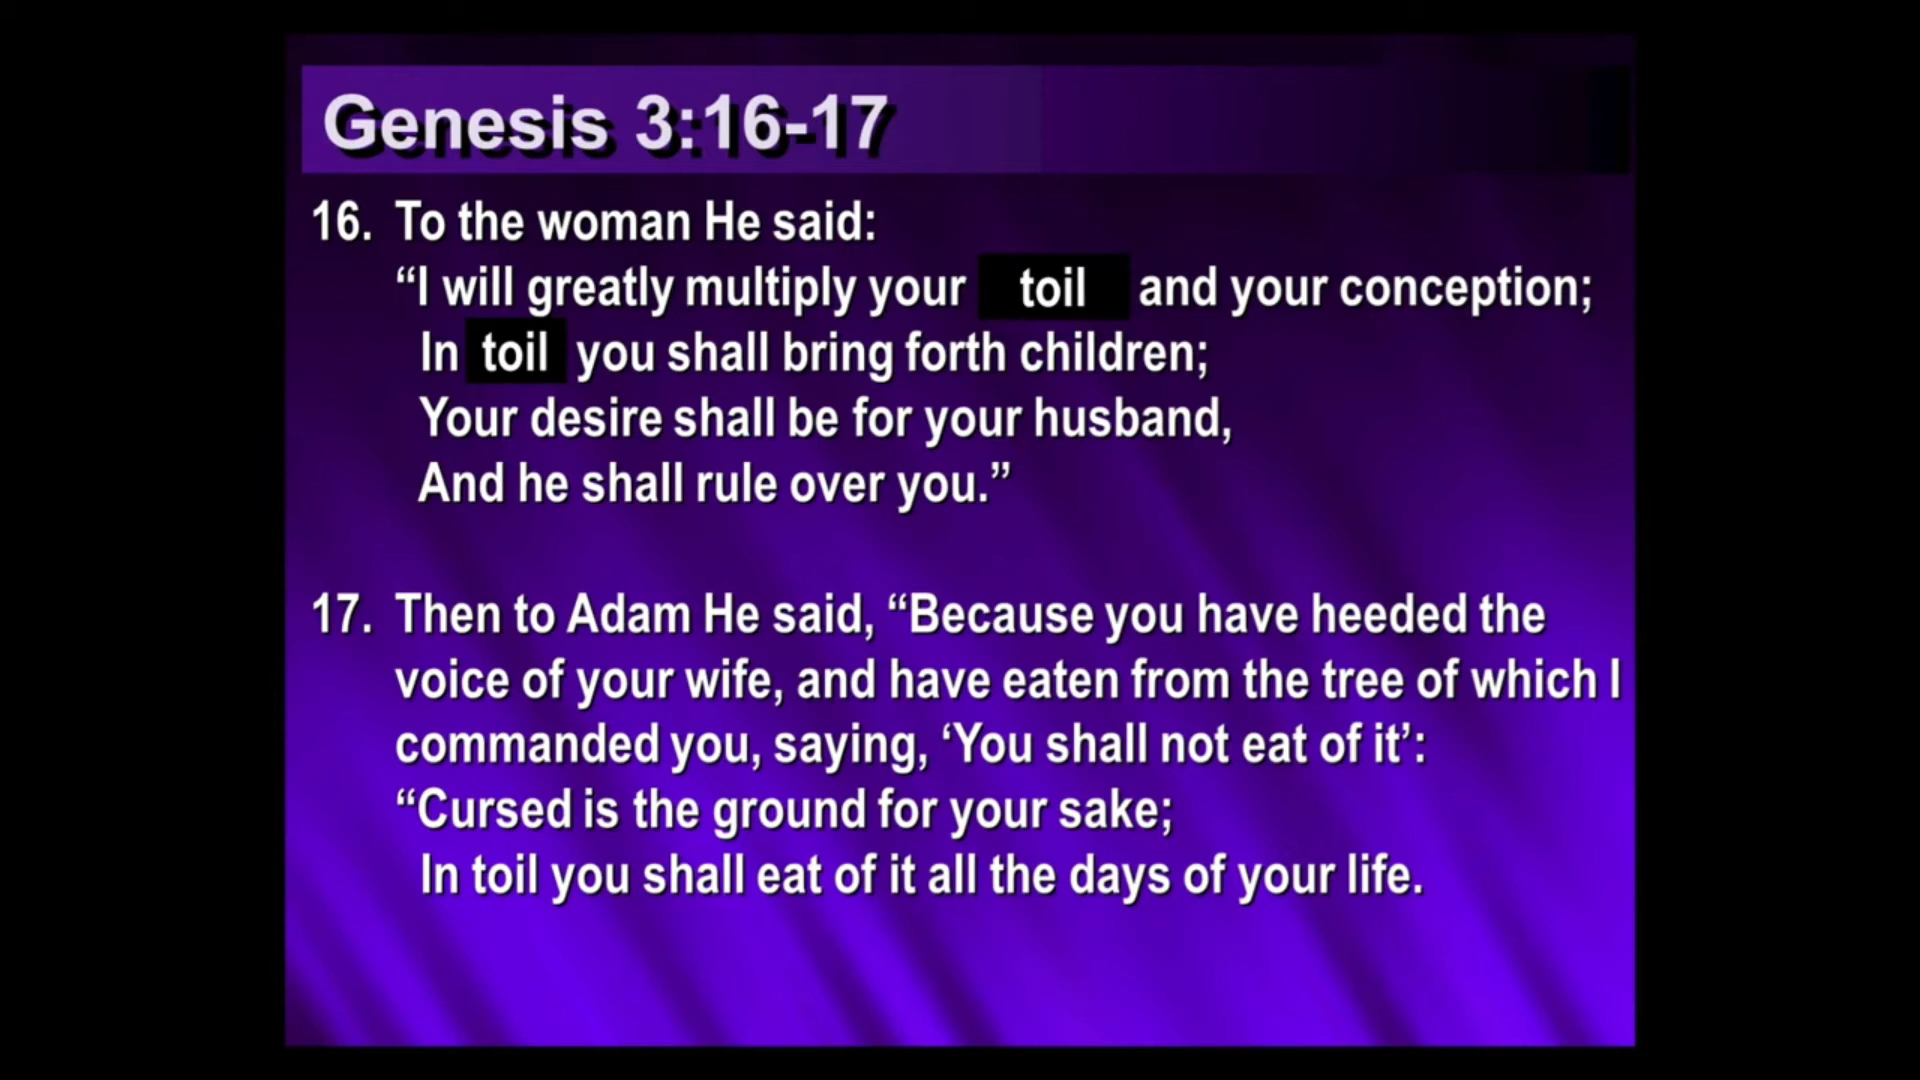 Genesis 3:16-17
16. To the woman He said:
“I will greatly multiply your toil and your conception;
In toil you shall bring forth children;
Your desire shall be for your husband,
And he shall rule over you.”
17. Then to Adam He said, “Because you have heeded the
voice of your wife, and have eaten from the tree of which I
commanded you, saying, ‘You shall not eat of it’:
“Cursed is the ground for your sake;
In toil you shall eat of it all the days of your life.